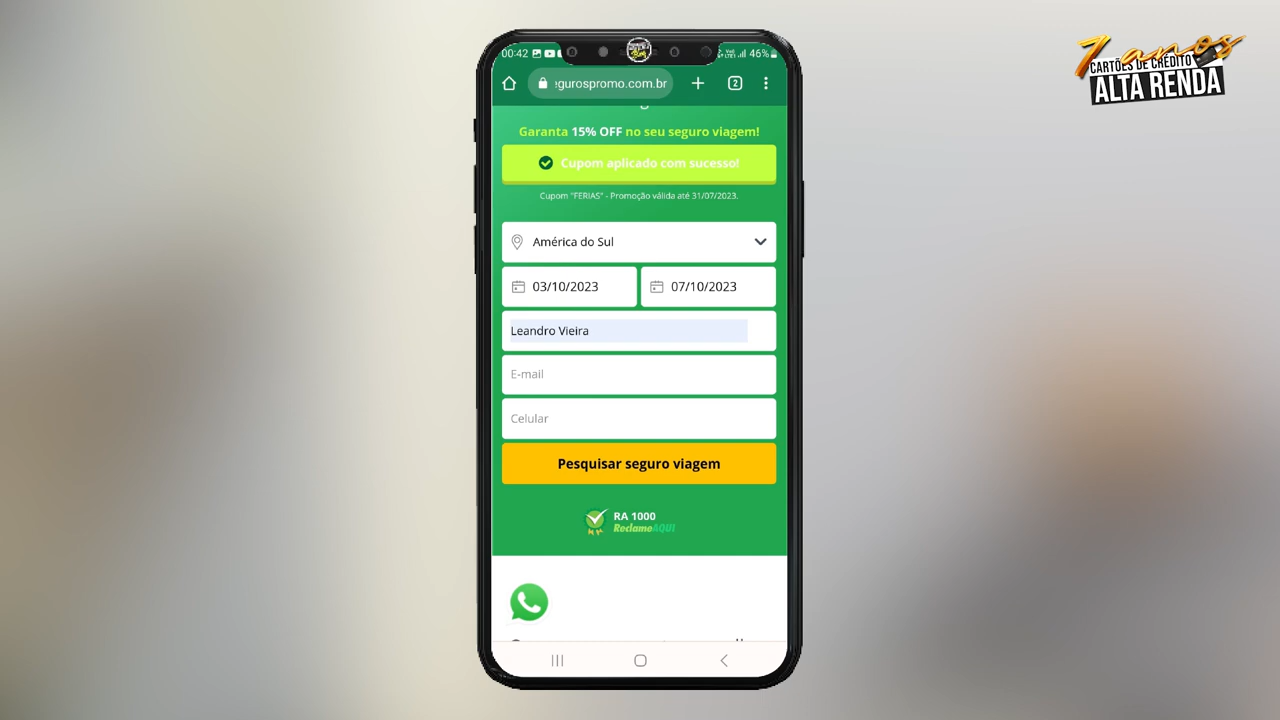 00:42
46%
7 anos
CARTÕES DE CRÉDITO
ALTA RENDA
egurospromo.com.br
2
Garanta 15% OFF no seu seguro viagem!
Cupom aplicado com sucesso!
Cupom "FERIAS" - Promoção válida até 31/07/2023.
América do Sul
03/10/2023
07/10/2023
Leandro Vieira
E-mail
Celular
Pesquisar seguro viagem
RA 1000
ReclameAQUI